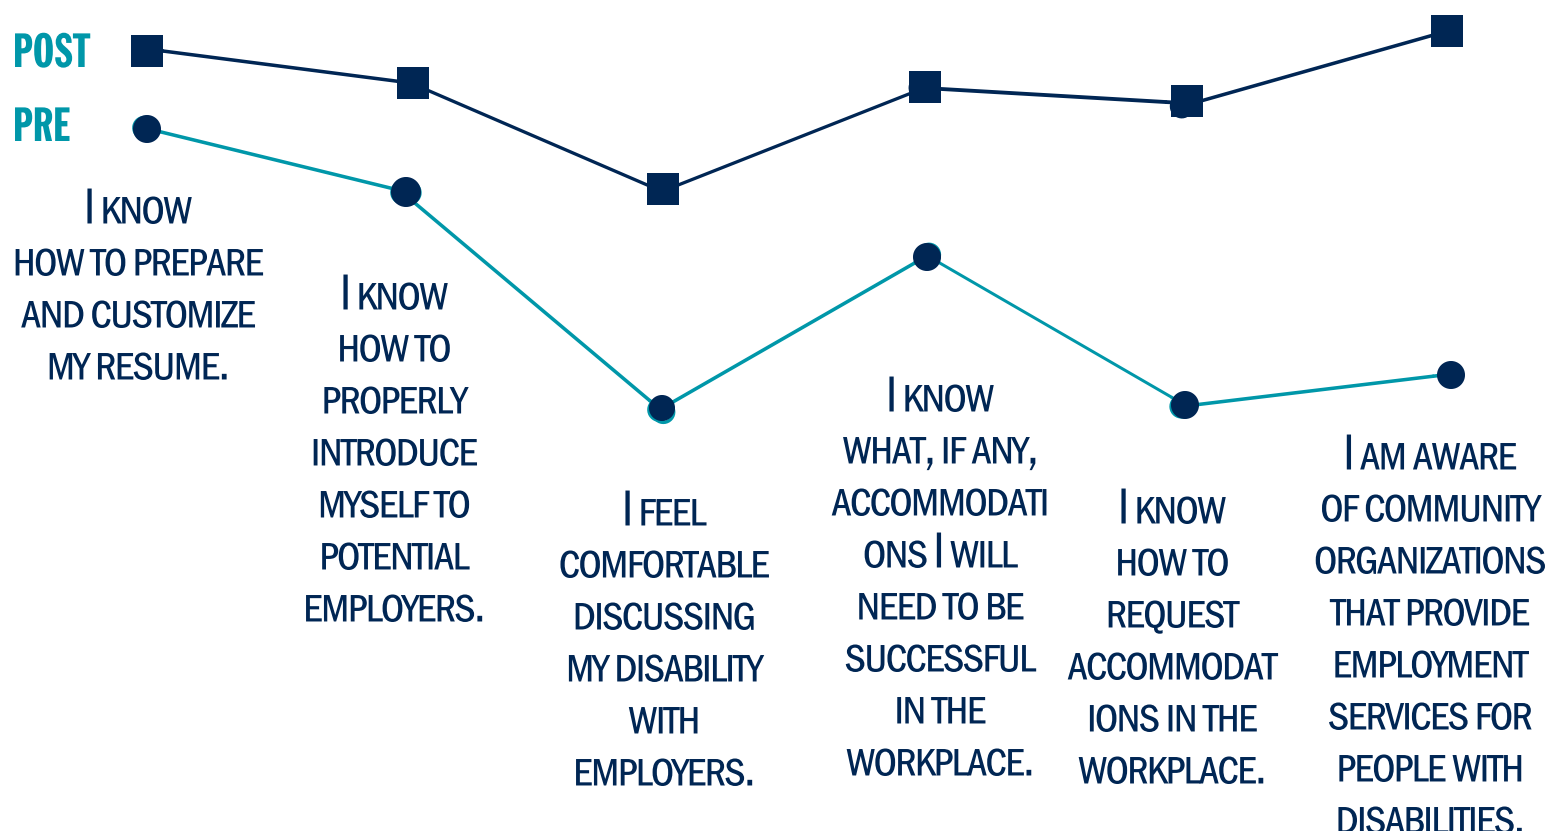 POST
PRE
I KNOW
HOW TO PREPARE
AND CUSTOMIZE
MY RESUME.
I KNOW
HOW TO
PROPERLY
INTRODUCE
MYSELF TO
POTENTIAL
EMPLOYERS.
I FEEL
COMFORTABLE
DISCUSSING
MY DISABILITY
WITH
EMPLOYERS.
I KNOW
WHAT, IF ANY,
ACCOMMODATI
ONS I WILL
NEED TO BE
SUCCESSFUL
IN THE
WORKPLACE.
I KNOW
HOW TO
REQUEST
ACCOMMODAT
IONS IN THE
WORKPLACE.
I AM AWARE
OF COMMUNITY
ORGANIZATIONS
THAT PROVIDE
EMPLOYMENT
SERVICES FOR
PEOPLE WITH
DISABILITIES.